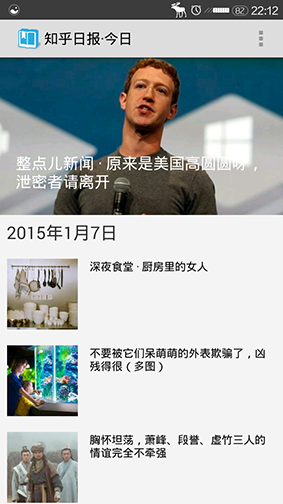 82 22:12
知乎日报·今日
整点儿新闻 · 原来是美国高圆圆呀，
泄密者请离开
2015年1月7日
深夜食堂 · 厨房里的女人
不要被它们呆萌萌的外表欺骗了，凶
残得很（多图）
胸怀坦荡，萧峰、段誉、虚竹三人的
情谊完全不牵强